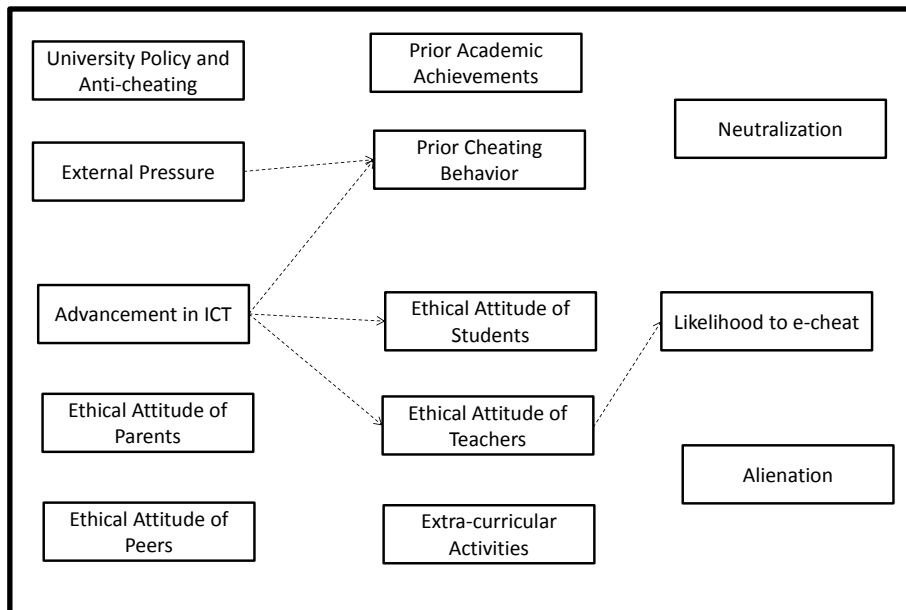 University Policy and
Anti-cheating
Prior Academic
Achievements
Neutralization
External Pressure
Prior Cheating
Behavior
Advancement in ICT
Ethical Attitude of
Students
Likelihood to e-cheat
Ethical Attitude of
Parents
Ethical Attitude of
Teachers
Alienation
Ethical Attitude of
Peers
Extra-curricular
Activities